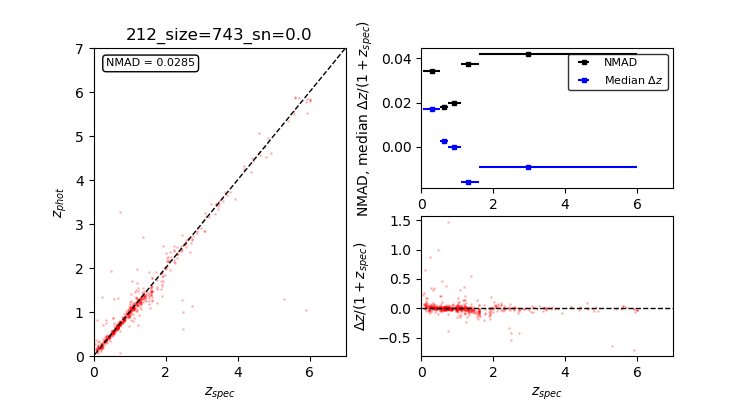 212_size=743_sn=0.0
NMAD = 0.0285
7
6
5
4
3
2
1
0
z_phot
0 2 4 6
z_spec
NMAD, median Δz/(1 + z_spec)
0.04
0.02
0.00
NMAD
Median Δz
0 2 4 6
Δz/(1 + z_spec)
1.5
1.0
0.5
0.0
−0.5
0 2 4 6
z_spec